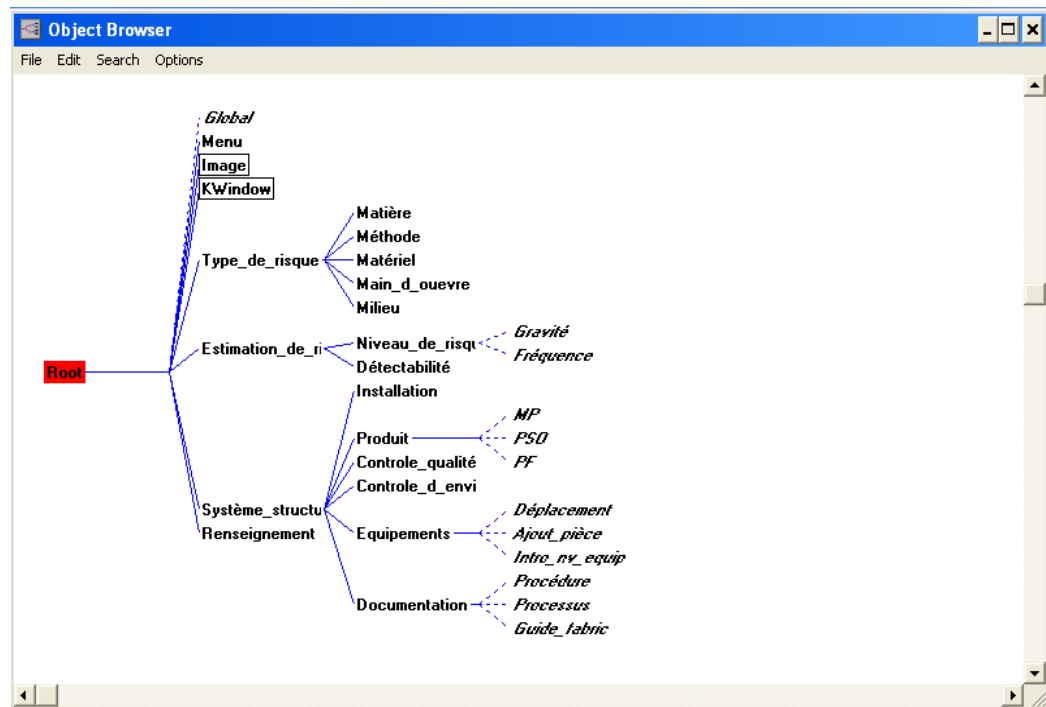 Object Browser
File Edit Search Options
Global
Menu
Image
KWindow
Matière
Méthode
Type_de_risque Matériel
Main_d_ouevre
Milieu
Gravité
Estimation_de_ri Niveau_de_risqu
Fréquence
Détectabilité
Root
Installation
MP
Produit PSO
Controle_qualité PF
Controle_d_envi
Système_structu Déplacement
Renseignement Equipements Ajout_pièce
Intro_nv_equip
Procédure
Documentation Processus
Guide_fabric